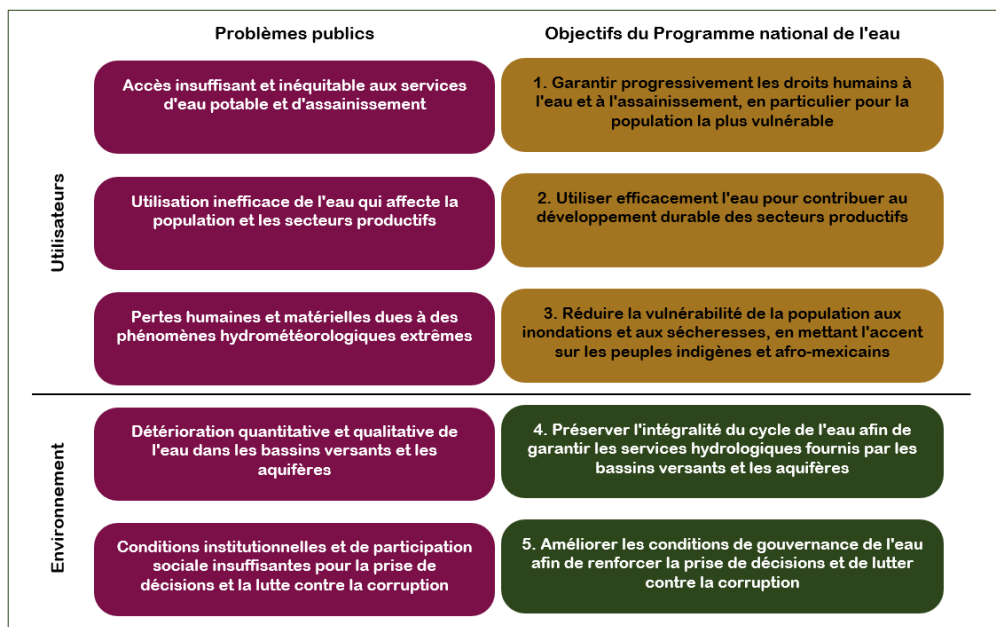 Problèmes publics
Objectifs du Programme national de l'eau
Utilisateurs
Accès insuffisant et inéquitable aux services
d'eau potable et d'assainissement
1. Garantir progressivement les droits humains à
l'eau et à l'assainissement, en particulier pour la
population la plus vulnérable
Utilisation inefficace de l'eau qui affecte la
population et les secteurs productifs
2. Utiliser efficacement l'eau pour contribuer au
développement durable des secteurs productifs
Pertes humaines et matérielles dues à des
phénomènes hydrométéorologiques extrêmes
3. Réduire la vulnérabilité de la population aux
inondations et aux sécheresses, en mettant l'accent
sur les peuples indigènes et afro-mexicains
Environnement
Détérioration quantitative et qualitative de
l'eau dans les bassins versants et les
aquifères
4. Préserver l'intégralité du cycle de l'eau afin de
garantir les services hydrologiques fournis par les
bassins versants et les aquifères
Conditions institutionnelles et de participation
sociale insuffisantes pour la prise de
décisions et la lutte contre la corruption
5. Améliorer les conditions de gouvernance de l'eau
afin de renforcer la prise de décisions et de lutter
contre la corruption